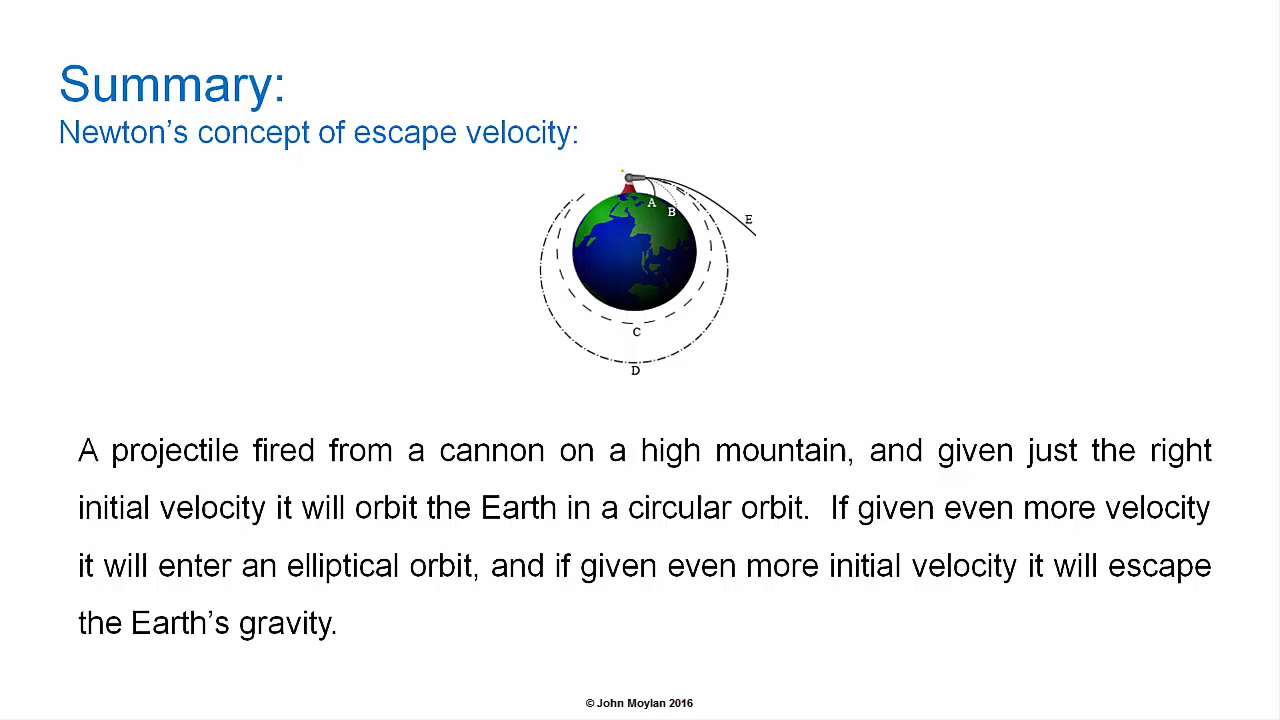 Summary:
Newton's concept of escape velocity:
A
B
E
C
D
A projectile fired from a cannon on a high mountain, and given just the right
initial velocity it will orbit the Earth in a circular orbit.  If given even more velocity
it will enter an elliptical orbit, and if given even more initial velocity it will escape
the Earth's gravity.
© John Moylan 2016